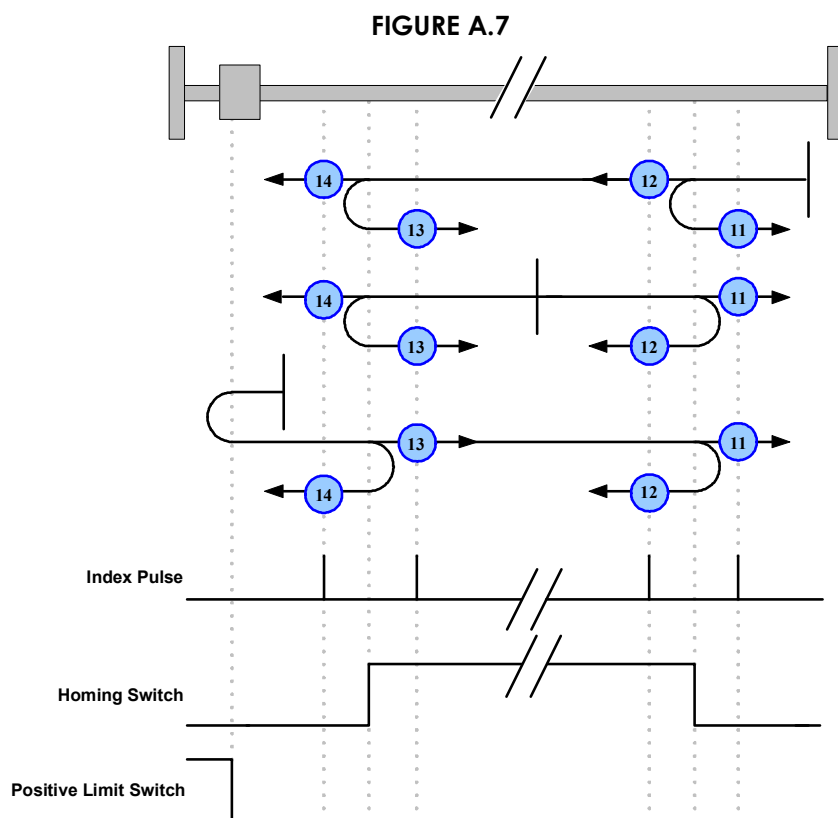 FIGURE A.7
14 12
13 11
14 11
13 12
13 11
14 12
Index Pulse
Homing Switch
Positive Limit Switch